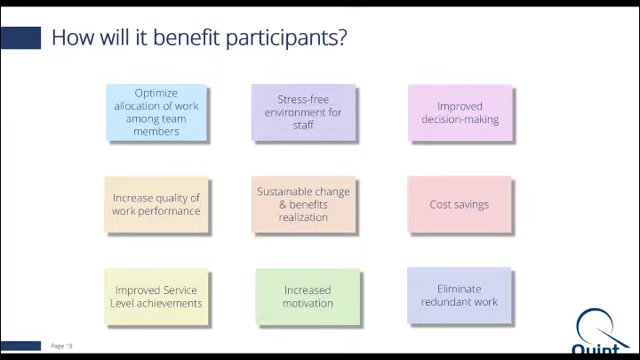 How will it benefit participants?
Optimize
allocation of work
among team
members
Stress-free
environment for
staff
Improved
decision-making
Increase quality of
work performance
Sustainable change
& benefits
realization
Cost savings
Improved Service
Level achievements
Increased
motivation
Eliminate
redundant work
Page 18
Quint